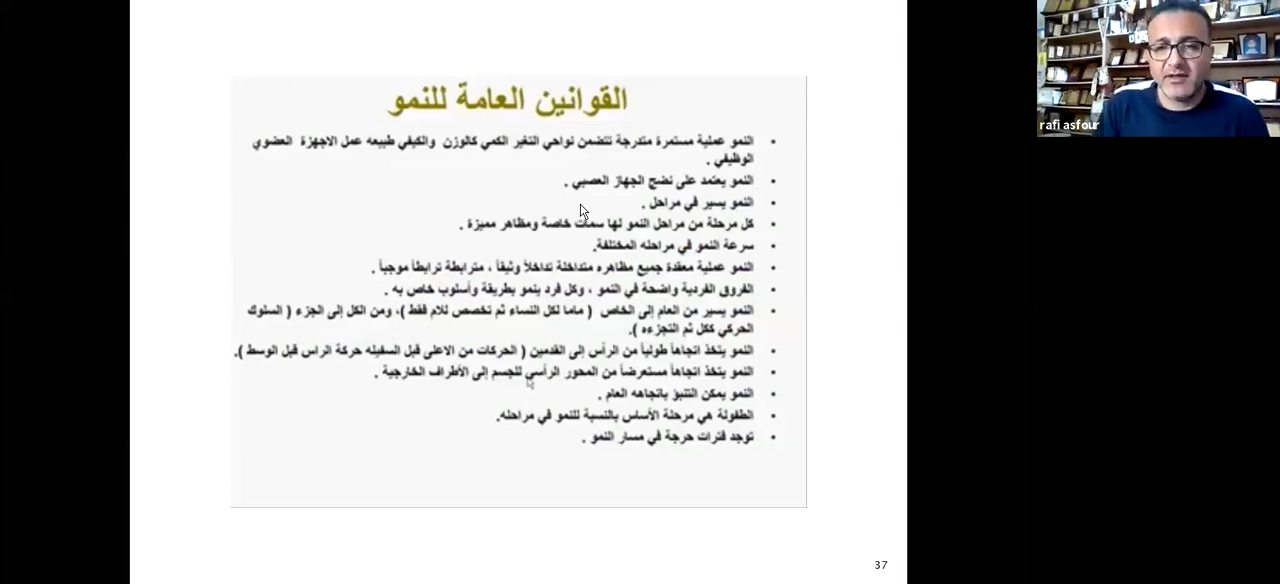 القوانين العامة للنمو
• النمو عملية مستمرة متدرجة تتضمن نواحي التغير الكمي كالوزن والكيفي طبيعه عمل الاجهزة العضوي
الوظيفي .
• النمو يعتمد على نضج الجهاز العصبي .
• النمو يسير في مراحل .
• كل مرحلة من مراحل النمو لها سمات خاصة ومظاهر مميزة .
• سرعة النمو في مراحله المختلفة.
• النمو عملية معقدة جميع مظاهره متداخلة تداخلاً وثيقاً ، مترابطة ترابطاً موجباً .
• الفروق الفردية واضحة في النمو ، وكل فرد ينمو بطريقة وأسلوب خاص به .
• النمو يسير من العام إلى الخاص ( ماما لكل النساء ثم تخصص للام فقط )، ومن الكل إلى الجزء ( السلوك
الحركي ككل ثم التجزءه ).
• النمو يتخذ اتجاهاً طولياً من الرأس إلى القدمين ( الحركات من الاعلى قبل السفيله حركة الراس قبل الوسط ).
• النمو يتخذ اتجاهاً مستعرضاً من المحور الرأسي للجسم إلى الأطراف الخارجية .
• النمو يمكن التنبؤ باتجاهه العام .
• الطفولة هي مرحلة الأساس بالنسبة للنمو في مراحله.
• توجد فترات حرجة في مسار النمو .
37
rafi asfour